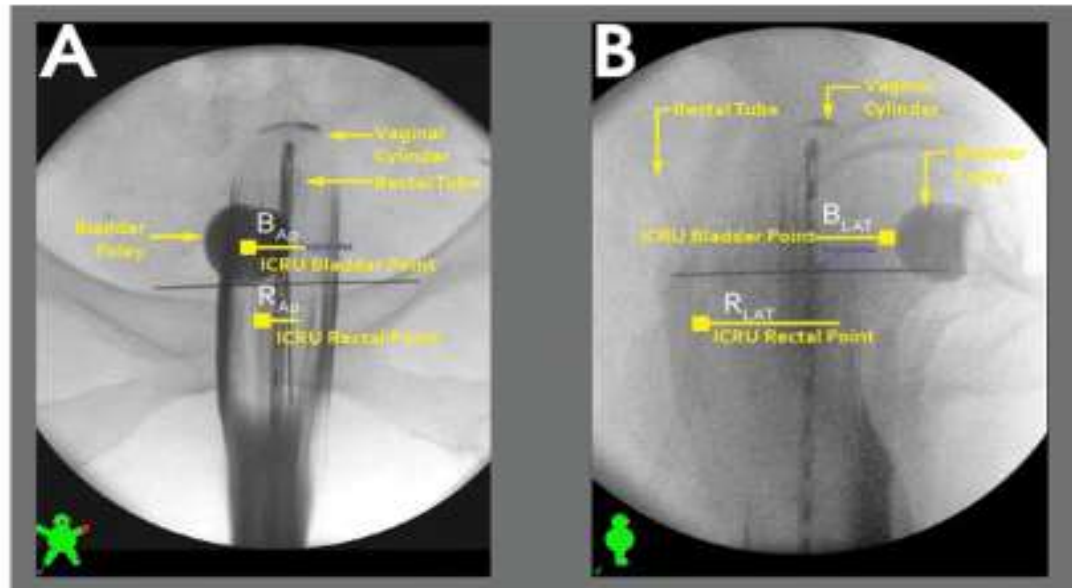 A
Vaginal
Cylinder
Rectal Tube
Bladder
Foley
B
Ap.
ICRU Bladder Point
R
Ap
ICRU Rectal Point
B
Vaginal
Cylinder
Rectal Tube
Bladder
Foley
B
LAT
ICRU Bladder Point
R
LAT
ICRU Rectal Point